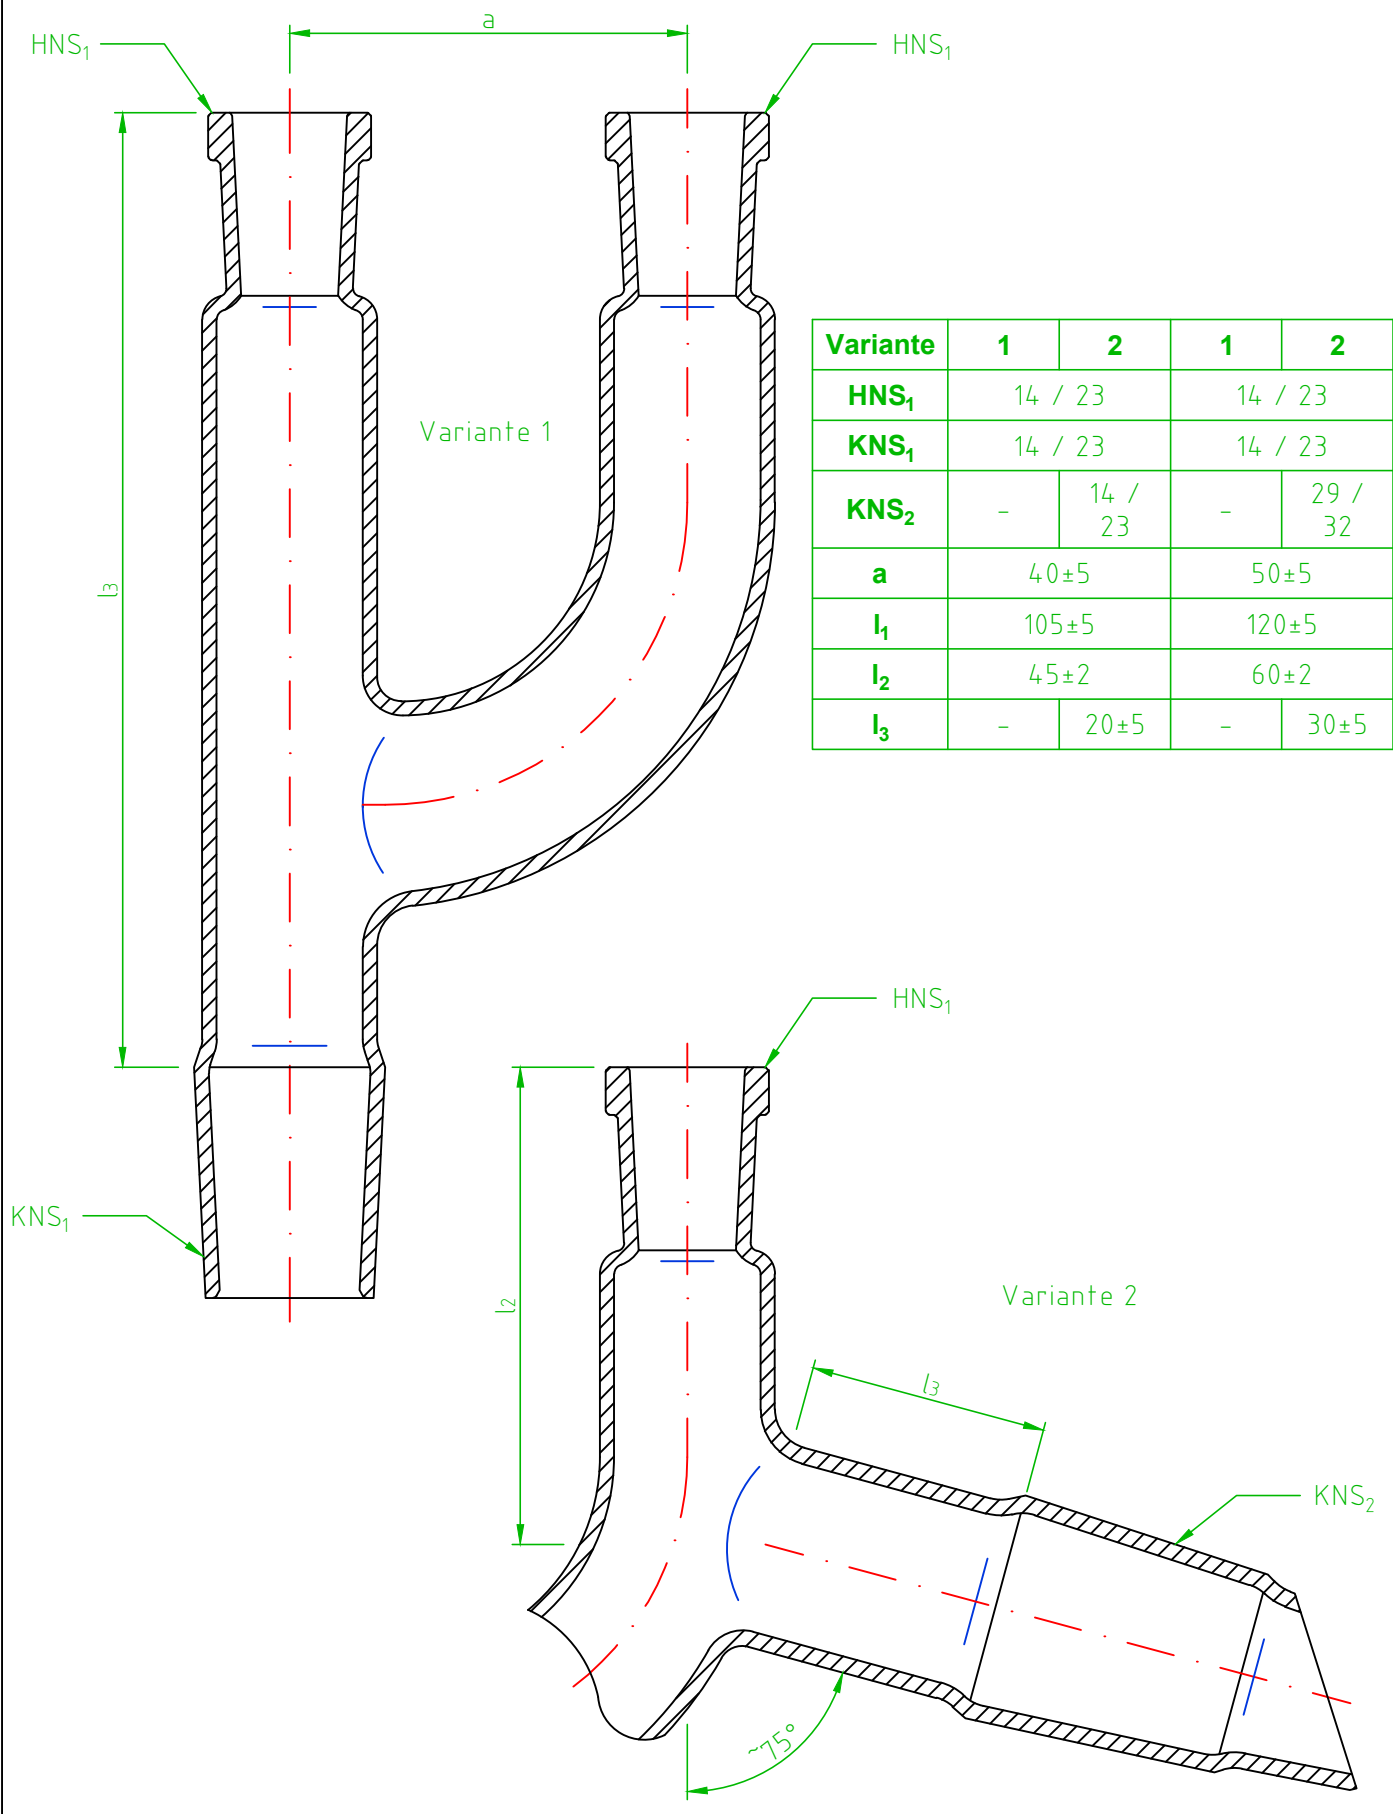 a
HNS₁
HNS₁
l3
Variante 1
Variante 1 2 1 2
HNS₁ 14 / 23 14 / 23
KNS₁ 14 / 23 14 / 23
KNS₂ - 14 / - 29 /
23 32
a 40±5 50±5
l₁ 105±5 120±5
l₂ 45±2 60±2
l₃ - 20±5 - 30±5
HNS₁
KNS₁
l2
Variante 2
l3
KNS₂
~75°